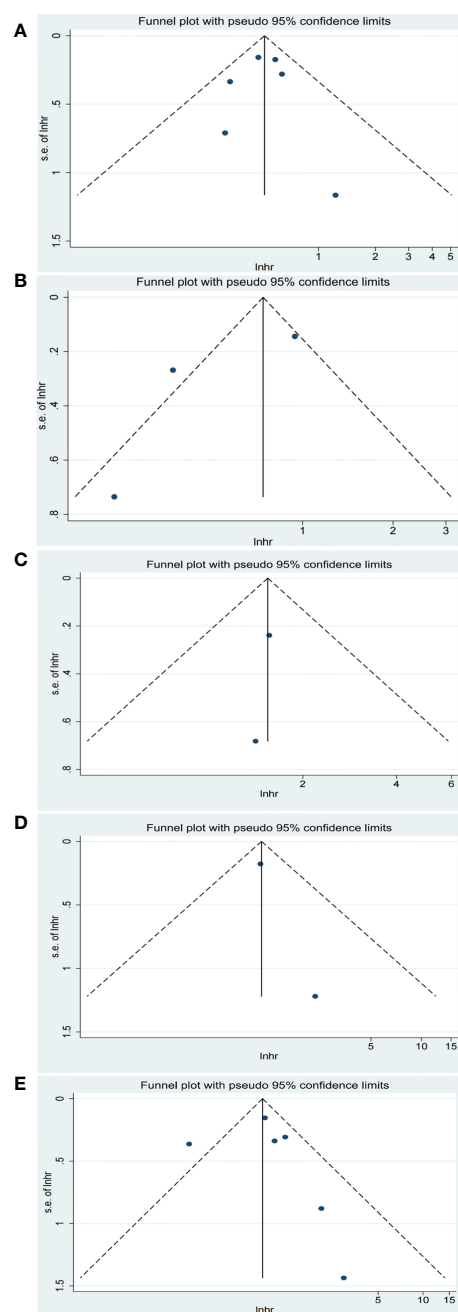 A
Funnel plot with pseudo 95% confidence limits
s.e. of lnhr
0
.5
1
1.5
1 2 3 4 5
lnhr
B
Funnel plot with pseudo 95% confidence limits
s.e. of lnhr
0
.2
.4
.6
.8
1 2 3
lnhr
C
Funnel plot with pseudo 95% confidence limits
s.e. of lnhr
0
.2
.4
.6
.8
2 4 6
lnhr
D
Funnel plot with pseudo 95% confidence limits
s.e. of lnhr
0
.5
1
1.5
5 10 15
lnhr
E
Funnel plot with pseudo 95% confidence limits
s.e. of lnhr
0
.5
1
1.5
5 10 15
lnhr